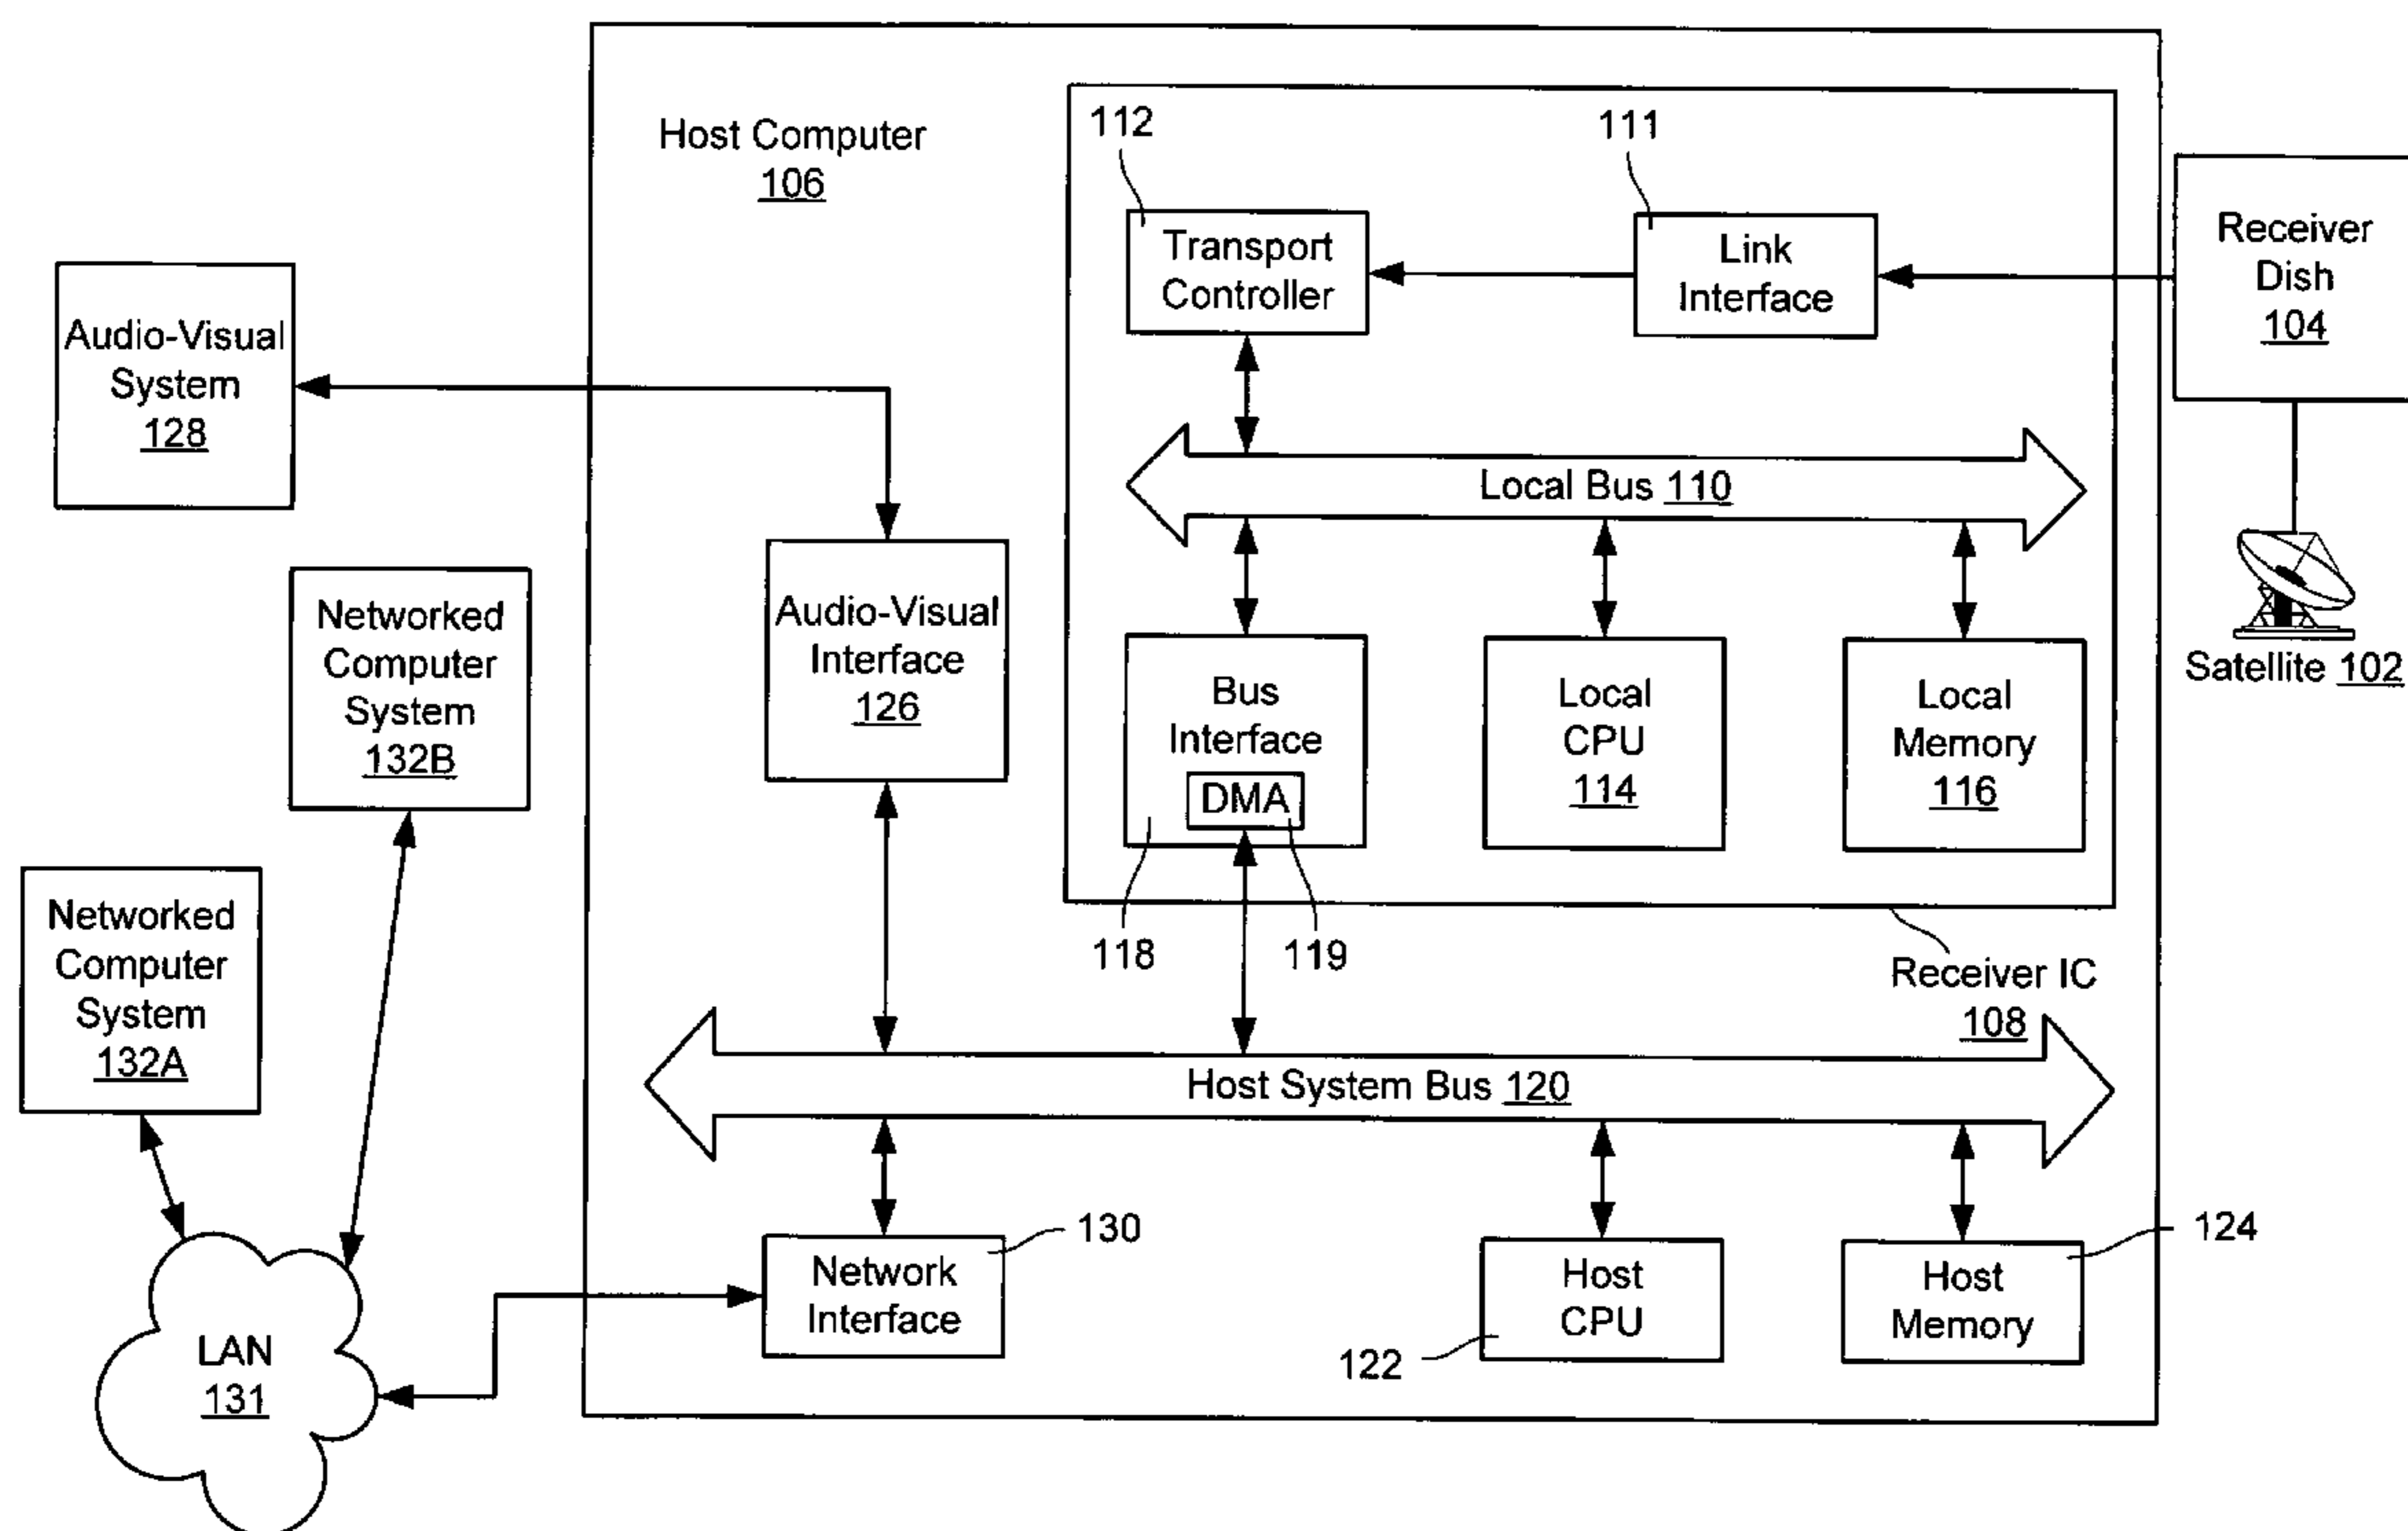 Host Computer
106
112
111
Transport
Controller
Link
Interface
Receiver
Dish
104
Audio-Visual
System
128
Local Bus 110
Satellite 102
Networked
Computer
System
132B
Audio-Visual
Interface
126
Bus
Interface
DMA
Local
CPU
114
Local
Memory
116
118
119
Receiver IC
108
Networked
Computer
System
132A
Host System Bus 120
130
Network
Interface
Host
CPU
122
Host
Memory
124
LAN
131